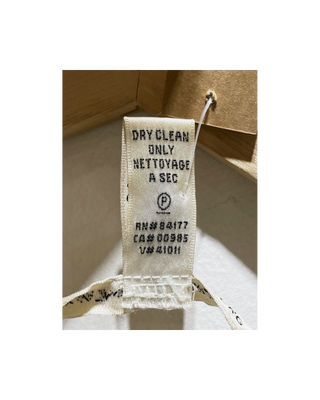 DRY CLEAN
ONLY
NETTOYAGE
A SEC
P
RN# 84177
CA# 00985
V# 41011